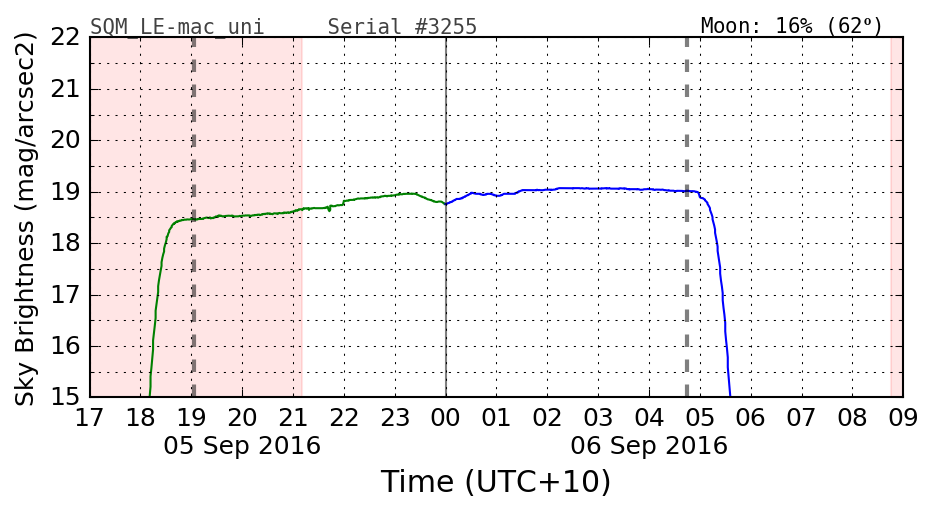 SQM_LE-mac_uni Serial #3255 Moon: 16% (62°)
Sky Brightness (mag/arcsec2)
22
21
20
19
18
17
16
15
17 18 19 20 21 22 23 00 01 02 03 04 05 06 07 08 09
05 Sep 2016 06 Sep 2016
Time (UTC+10)